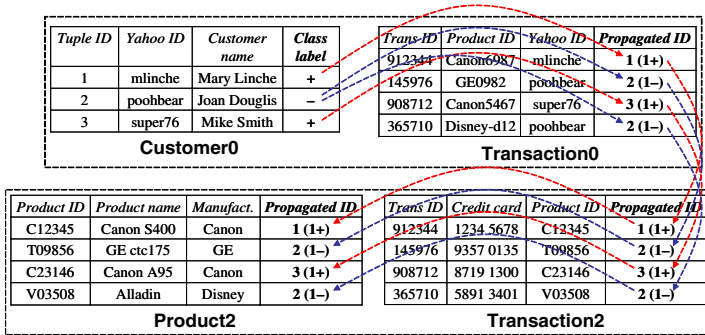 Tuple ID Yahoo ID Customer name Class label
1 mlinche Mary Linche +
2 poohbear Joan Douglis –
3 super76 Mike Smith +
Customer0
Trans ID Product ID Yahoo ID Propagated ID
912344 Canon6987 mlinche 1 (1+)
145976 GE0982 poohbear 2 (1–)
908712 Canon5467 super76 3 (1+)
365710 Disney-d12 poohbear 2 (1–)
Transaction0
Product ID Product name Manufact. Propagated ID
C12345 Canon S400 Canon 1 (1+)
T09856 GE ctc175 GE 2 (1–)
C23146 Canon A95 Canon 3 (1+)
V03508 Alladin Disney 2 (1–)
Product2
Trans ID Credit card Product ID Propagated ID
912344 1234 5678 C12345 1 (1+)
145976 9357 0135 T09856 2 (1–)
908712 8719 1300 C23146 3 (1+)
365710 5891 3401 V03508 2 (1–)
Transaction2